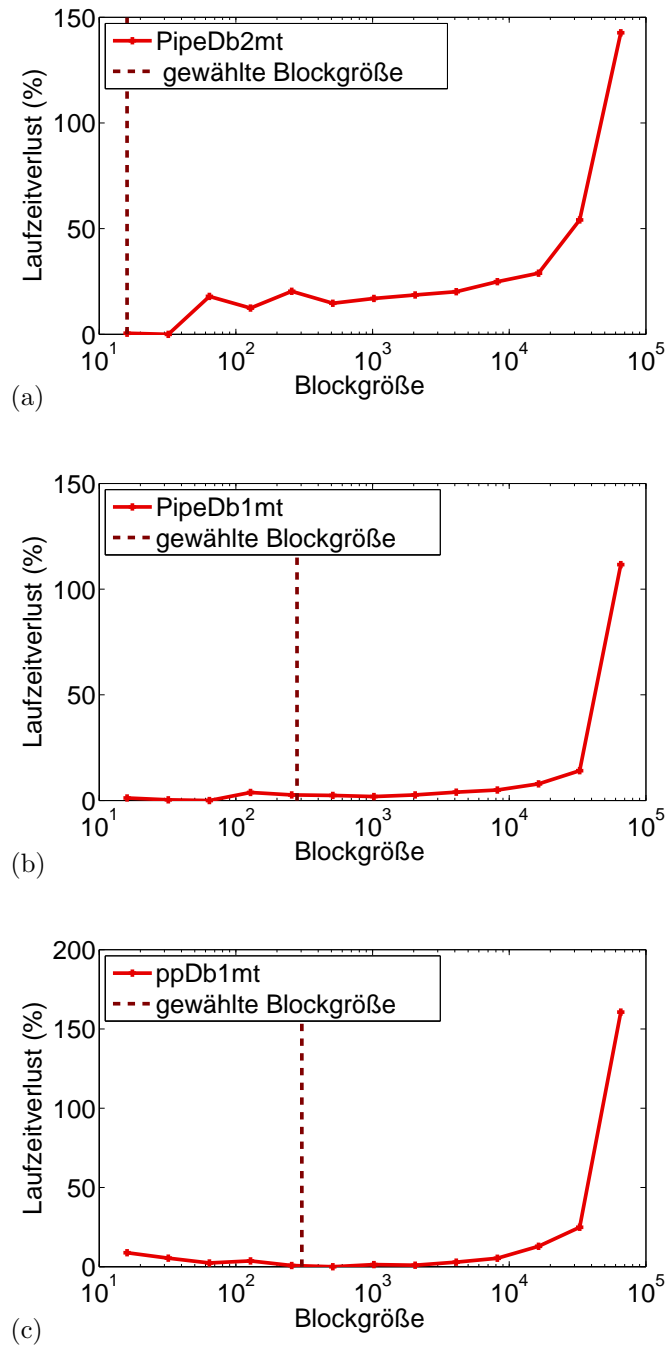 150
PipeDb2mt
gewählte Blockgröße
100
50
0
Laufzeitverlust (%)
10^1
10^2
10^3
10^4
10^5
Blockgröße
(a)
150
PipeDb1mt
gewählte Blockgröße
100
50
0
Laufzeitverlust (%)
10^1
10^2
10^3
10^4
10^5
Blockgröße
(b)
200
ppDb1mt
gewählte Blockgröße
150
100
50
0
Laufzeitverlust (%)
10^1
10^2
10^3
10^4
10^5
Blockgröße
(c)